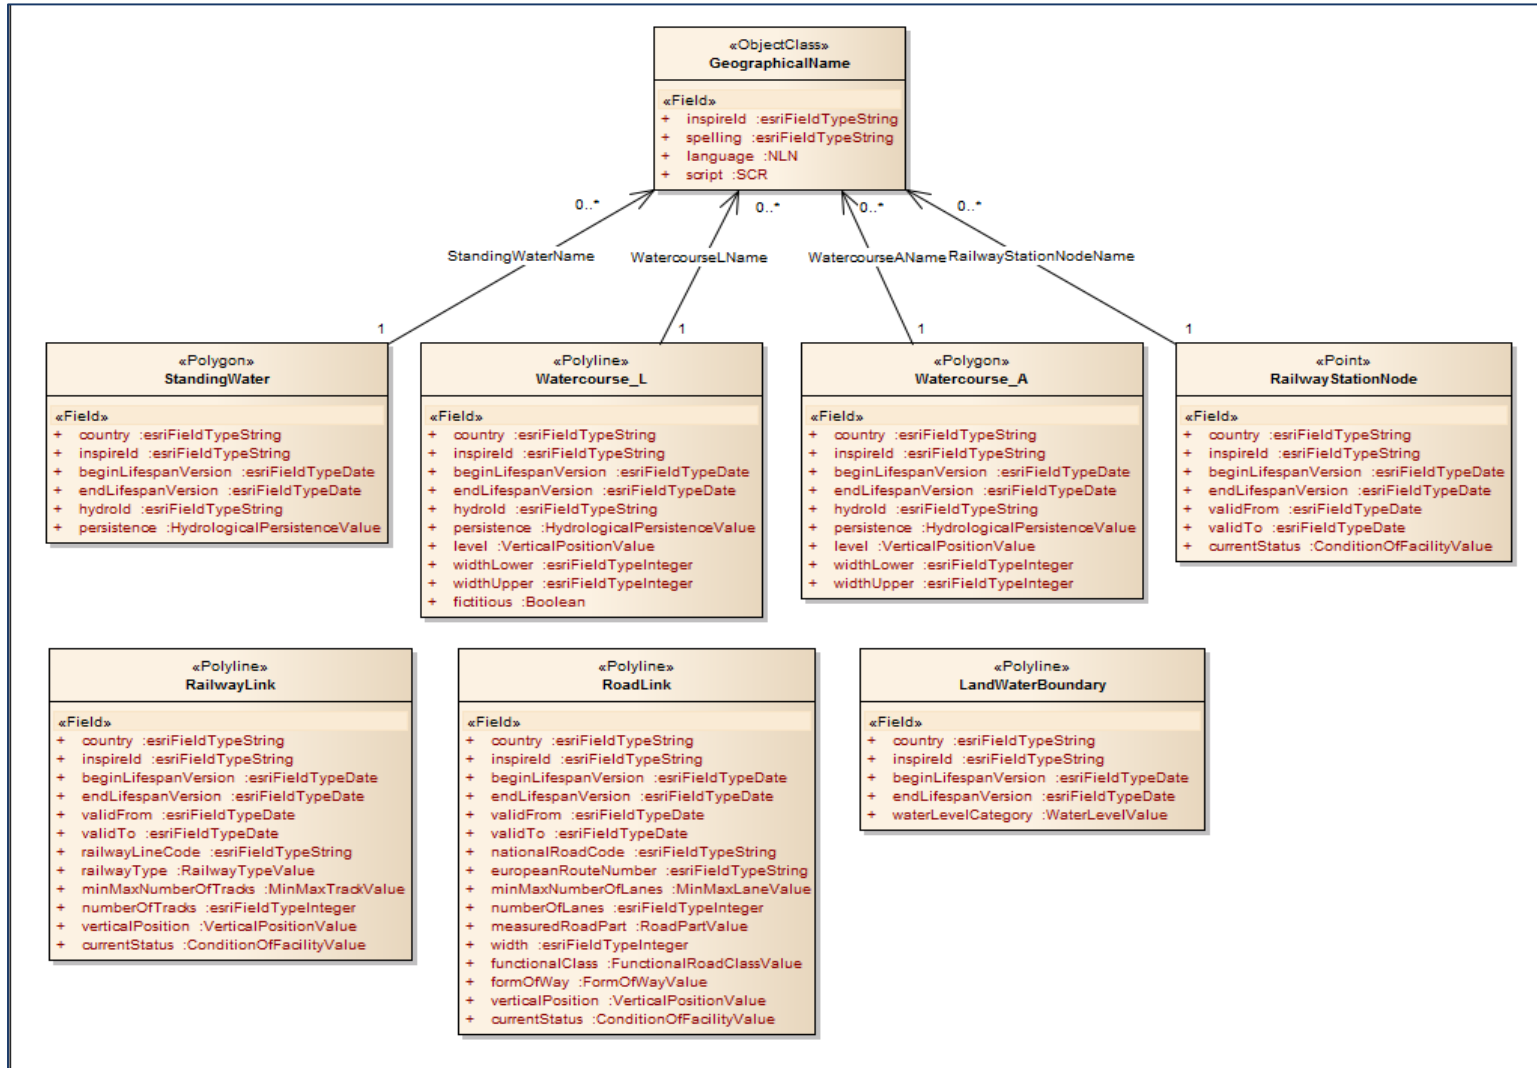 «ObjectClass»
GeographicalName
«Field»
+ inspireId :esriFieldTypeString
+ spelling :esriFieldTypeString
+ language :NLN
+ script :SCR
0..*
0..*
0..*
0..*
StandingWaterName
WatercourseLName
WatercourseAName
RailwayStationNodeName
1
1
1
1
«Polygon»
StandingWater
«Field»
+ country :esriFieldTypeString
+ inspireId :esriFieldTypeString
+ beginLifespanVersion :esriFieldTypeDate
+ endLifespanVersion :esriFieldTypeDate
+ hydroId :esriFieldTypeString
+ persistence :HydrologicalPersistenceValue
«Polyline»
Watercourse_L
«Field»
+ country :esriFieldTypeString
+ inspireId :esriFieldTypeString
+ beginLifespanVersion :esriFieldTypeDate
+ endLifespanVersion :esriFieldTypeDate
+ hydroId :esriFieldTypeString
+ persistence :HydrologicalPersistenceValue
+ level :VerticalPositionValue
+ widthLower :esriFieldTypeInteger
+ widthUpper :esriFieldTypeInteger
+ fictitious :Boolean
«Polygon»
Watercourse_A
«Field»
+ country :esriFieldTypeString
+ inspireId :esriFieldTypeString
+ beginLifespanVersion :esriFieldTypeDate
+ endLifespanVersion :esriFieldTypeDate
+ hydroId :esriFieldTypeString
+ persistence :HydrologicalPersistenceValue
+ level :VerticalPositionValue
+ widthLower :esriFieldTypeInteger
+ widthUpper :esriFieldTypeInteger
«Point»
RailwayStationNode
«Field»
+ country :esriFieldTypeString
+ inspireId :esriFieldTypeString
+ beginLifespanVersion :esriFieldTypeDate
+ endLifespanVersion :esriFieldTypeDate
+ validFrom :esriFieldTypeDate
+ validTo :esriFieldTypeDate
+ currentStatus :ConditionOfFacilityValue
«Polyline»
RailwayLink
«Field»
+ country :esriFieldTypeString
+ inspireId :esriFieldTypeString
+ beginLifespanVersion :esriFieldTypeDate
+ endLifespanVersion :esriFieldTypeDate
+ validFrom :esriFieldTypeDate
+ validTo :esriFieldTypeDate
+ railwayLineCode :esriFieldTypeString
+ railwayType :RailwayTypeValue
+ minMaxNumberOfTracks :MinMaxTrackValue
+ numberOfTracks :esriFieldTypeInteger
+ verticalPosition :VerticalPositionValue
+ currentStatus :ConditionOfFacilityValue
«Polyline»
RoadLink
«Field»
+ country :esriFieldTypeString
+ inspireId :esriFieldTypeString
+ beginLifespanVersion :esriFieldTypeDate
+ endLifespanVersion :esriFieldTypeDate
+ validFrom :esriFieldTypeDate
+ validTo :esriFieldTypeDate
+ nationalRoadCode :esriFieldTypeString
+ europeanRouteNumber :esriFieldTypeString
+ minMaxNumberOfLanes :MinMaxLaneValue
+ numberOfLanes :esriFieldTypeInteger
+ measuredRoadPart :RoadPartValue
+ width :esriFieldTypeInteger
+ functionalClass :FunctionalRoadClassValue
+ formOfWay :FormOfWayValue
+ verticalPosition :VerticalPositionValue
+ currentStatus :ConditionOfFacilityValue
«Polyline»
LandWaterBoundary
«Field»
+ country :esriFieldTypeString
+ inspireId :esriFieldTypeString
+ beginLifespanVersion :esriFieldTypeDate
+ endLifespanVersion :esriFieldTypeDate
+ waterLevelCategory :WaterLevelValue